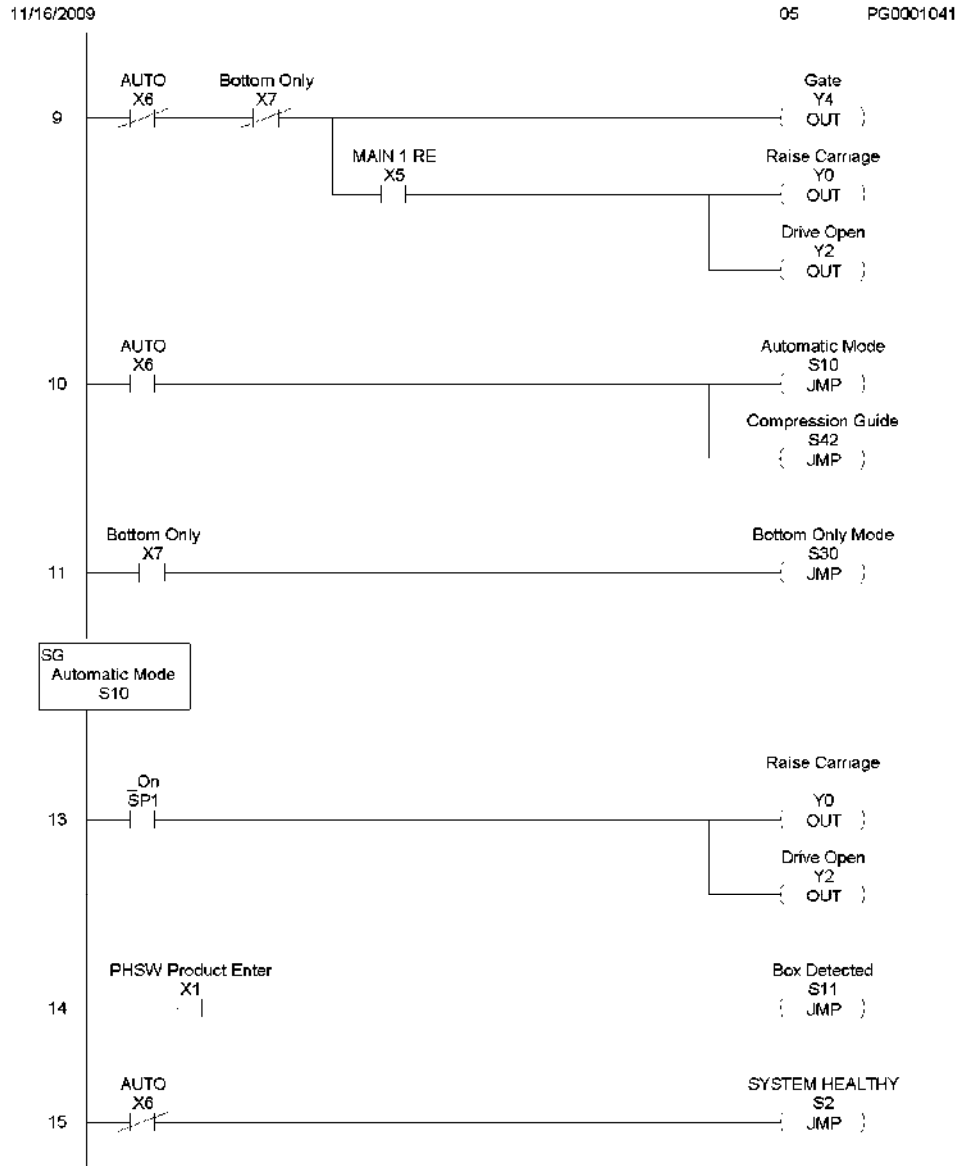 11/16/2009 05 PG0001041
AUTO Bottom Only Gate
X6 X7 Y4
9 OUT
MAIN 1 RE Raise Carriage
X5 Y0
OUT
Drive Open
Y2
OUT
AUTO Automatic Mode
X6 S10
10 JMP
Compression Guide
S42
JMP
Bottom Only Bottom Only Mode
X7 S30
11 JMP
SG
Automatic Mode
S10
Raise Carriage
_On
SP1 Y0
13 OUT
Drive Open
Y2
OUT
PHSW Product Enter Box Detected
X1 S11
14 JMP
AUTO SYSTEM HEALTHY
X6 S2
15 JMP